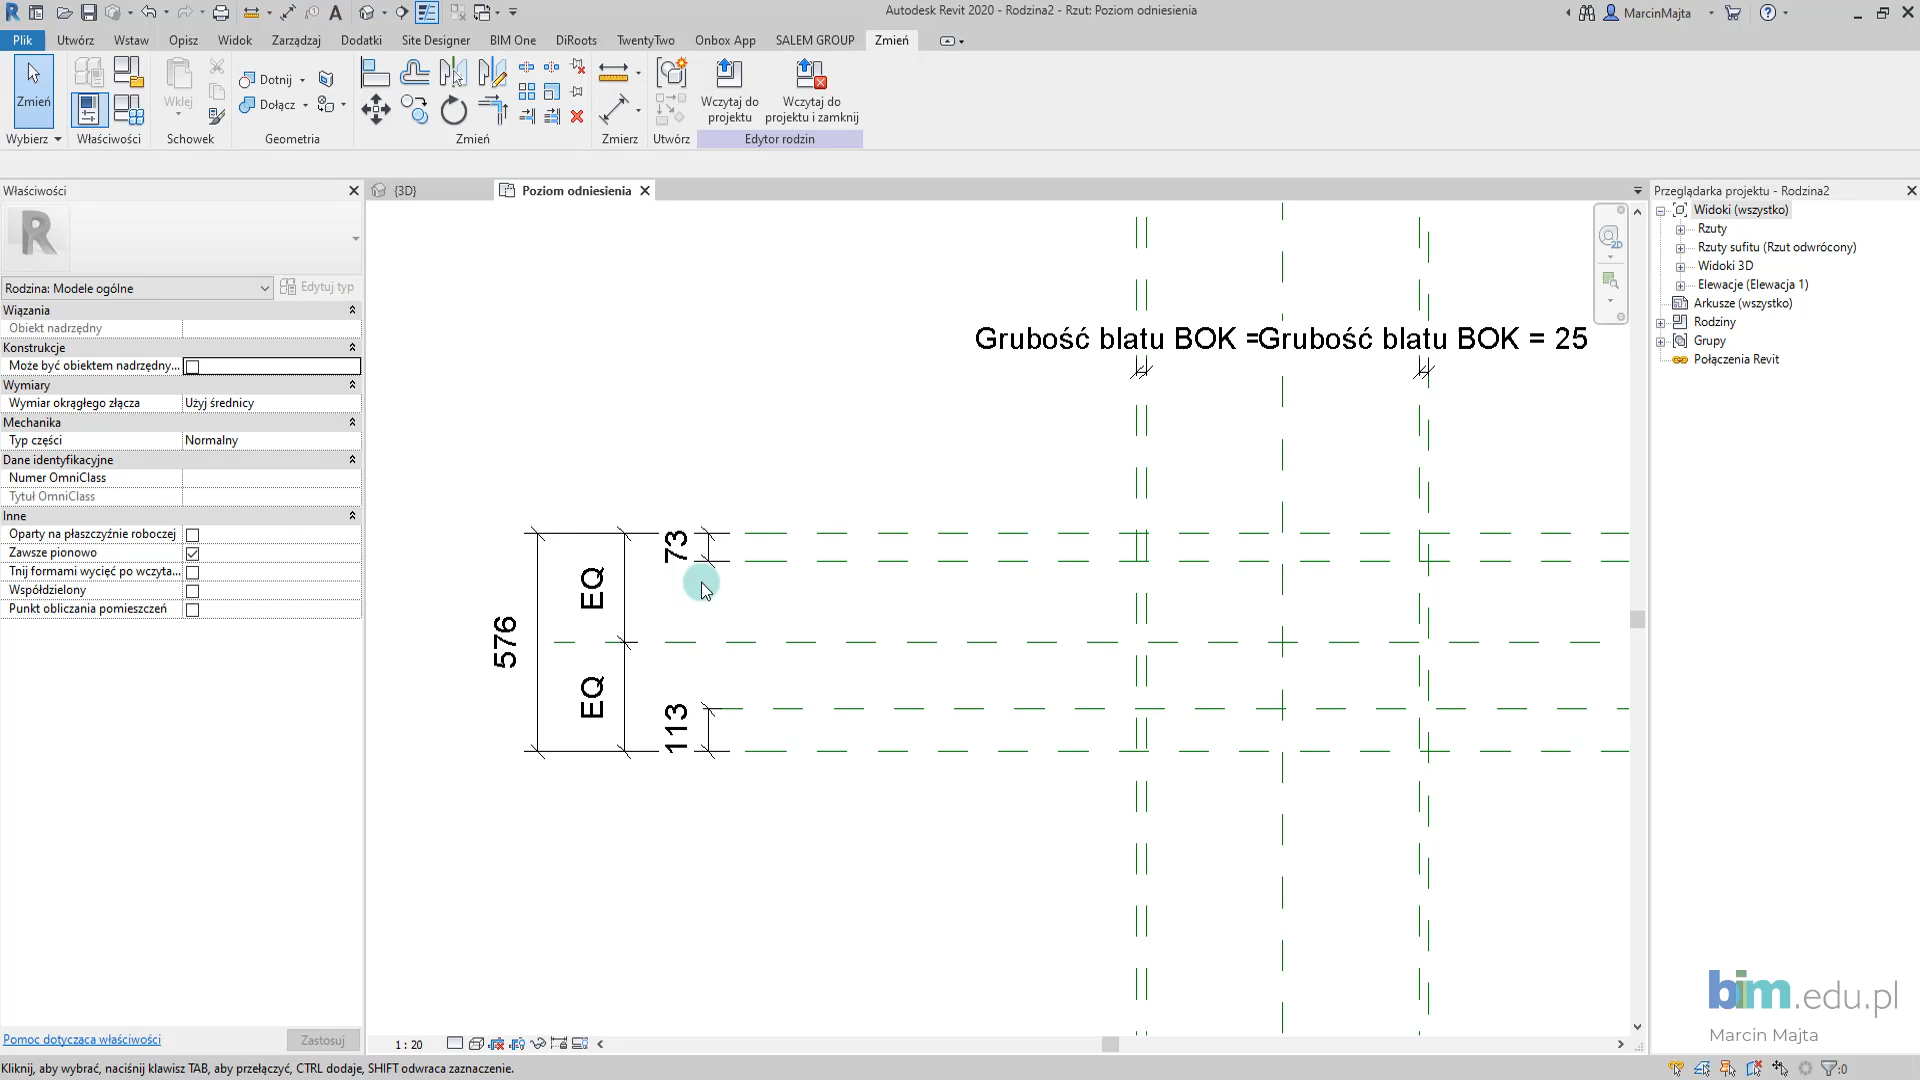 Autodesk Revit 2020 - Rodzina2 - Rzut: Poziom odniesienia
MarcinMajta
Plik Utwórz Wstaw Opisz Widok Zarządzaj Dodatki Site Designer BIM One DiRoots TwentyTwo Onbox App SALEM GROUP Zmień
Zmień
Wklej
Dotnij
Dołącz
Wczytaj do projektu
Wczytaj do projektu i zamknij
Wybierz Właściwości Schowek Geometria Zmień Zmierz Utwórz Edytor rodzin
Właściwości
{3D}
Poziom odniesienia
Przeglądarka projektu - Rodzina2
Rodzina: Modele ogólne
Edytuj typ
Wiązania
Obiekt nadrzędny
Konstrukcje
Może być obiektem nadrzędny...
Wymiary
Wymiar okrągłego złącza Użyj średnicy
Mechanika
Typ części Normalny
Dane identyfikacyjne
Numer OmniClass
Tytuł OmniClass
Inne
Oparty na płaszczyźnie roboczej
Zawsze pionowo
Tnij formami wycięć po wczyta...
Współdzielony
Punkt obliczania pomieszczeń
Pomoc dotycząca właściwości
Zastosuj
Grubość blatu BOK =Grubość blatu BOK = 25
73
EQ
576
EQ
113
2D
Widoki (wszystko)
Rzuty
Rzuty sufitu (Rzut odwrócony)
Widoki 3D
Elewacje (Elewacja 1)
Arkusze (wszystko)
Rodziny
Grupy
Połączenia Revit
bim.edu.pl
Marcin Majta
1 : 20
Kliknij, aby wybrać, naciśnij klawisz TAB, aby przełączyć, CTRL dodaje, SHIFT odwraca zaznaczenie.
:0